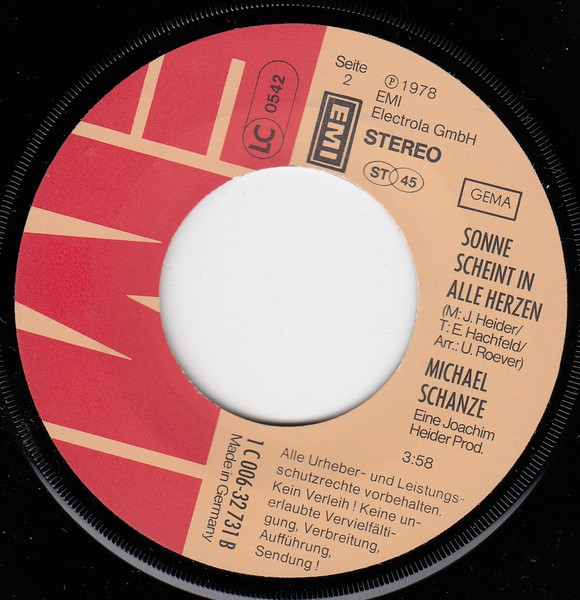 Seite
2
℗ 1978
EMI
Electrola GmbH
STEREO
EMI
LC 0542
ST 45
GEMA
SONNE
SCHEINT IN
ALLE HERZEN
(M: J. Heider/
T: E. Hachfeld/
Arr.: U. Roever)
MICHAEL
SCHANZE
Eine Joachim
Heider Prod.
3:58
Alle Urheber- und Leistungs-
schutzrechte vorbehalten.
Kein Verleih! Keine un-
erlaubte Vervielfälti-
gung, Verbreitung,
Aufführung,
Sendung!
1 C 006-32 731 B
Made in Germany